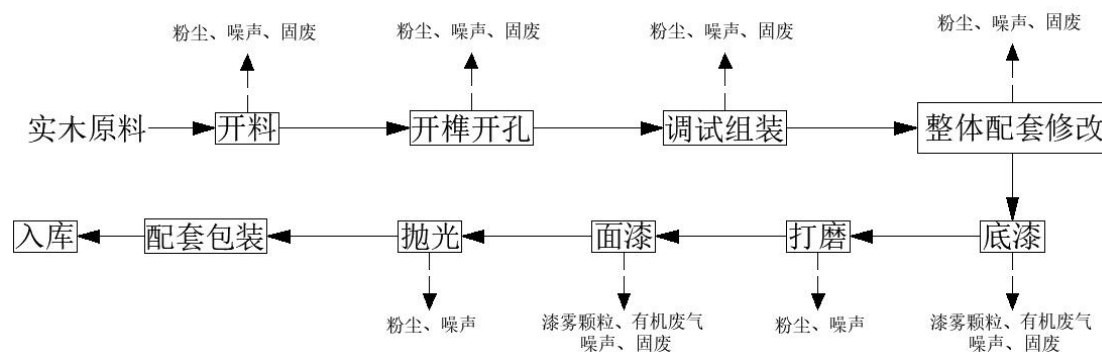 粉尘、噪声、固废
粉尘、噪声、固废
粉尘、噪声、固废
粉尘、噪声、固废
实木原料
开料
开榫开孔
调试组装
整体配套修改
入库
配套包装
抛光
面漆
打磨
底漆
粉尘、噪声
漆雾颗粒、有机废气
噪声、固废
粉尘、噪声
漆雾颗粒、有机废气
噪声、固废